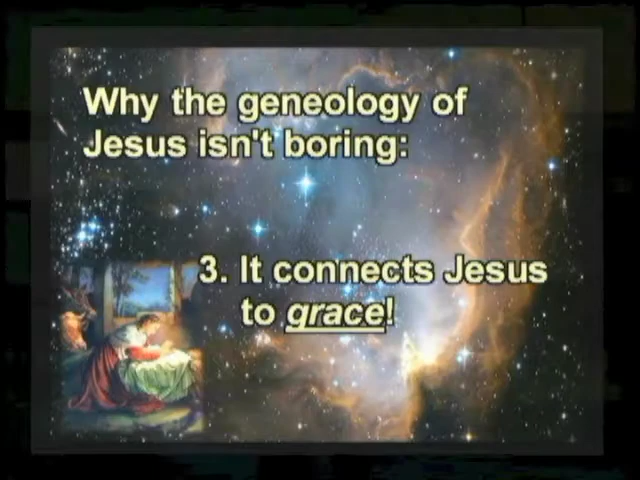 Why the geneology of
Jesus isn't boring:
3. It connects Jesus
to grace!